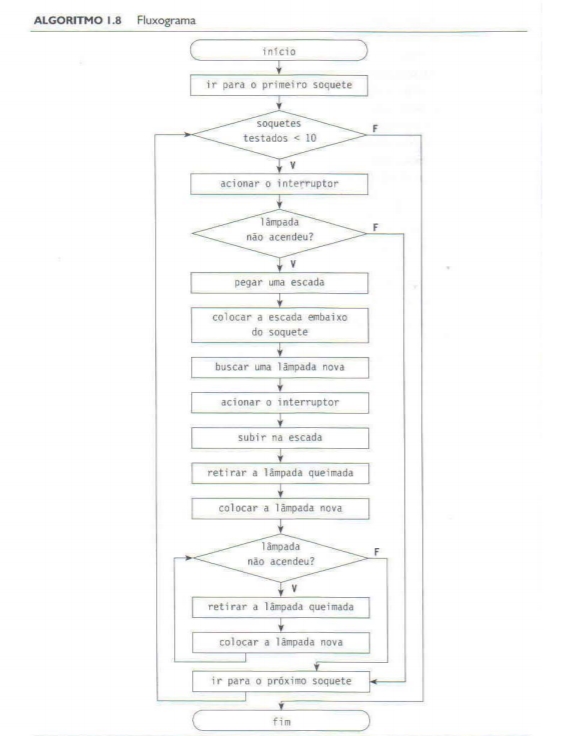 ALGORITMO 1.8 Fluxograma
início
ir para o primeiro soquete
soquetes
testados < 10
F
V
acionar o interruptor
lâmpada
não acendeu?
F
V
pegar uma escada
colocar a escada embaixo
do soquete
buscar uma lâmpada nova
acionar o interruptor
subir na escada
retirar a lâmpada queimada
colocar a lâmpada nova
lâmpada
não acendeu?
F
V
retirar a lâmpada queimada
colocar a lâmpada nova
ir para o próximo soquete
fim